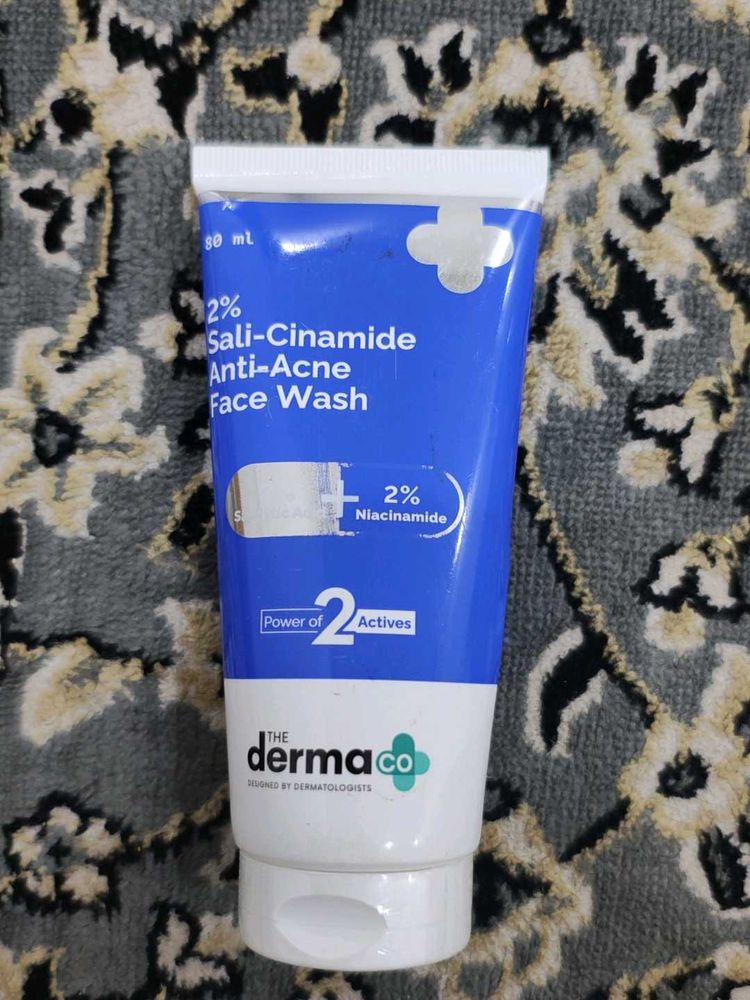 80 ml
2%
Sali-Cinamide
Anti-Acne
Face Wash
2%
Niacinamide
Power of 2 Actives
THE
derma co
DESIGNED BY DERMATOLOGISTS